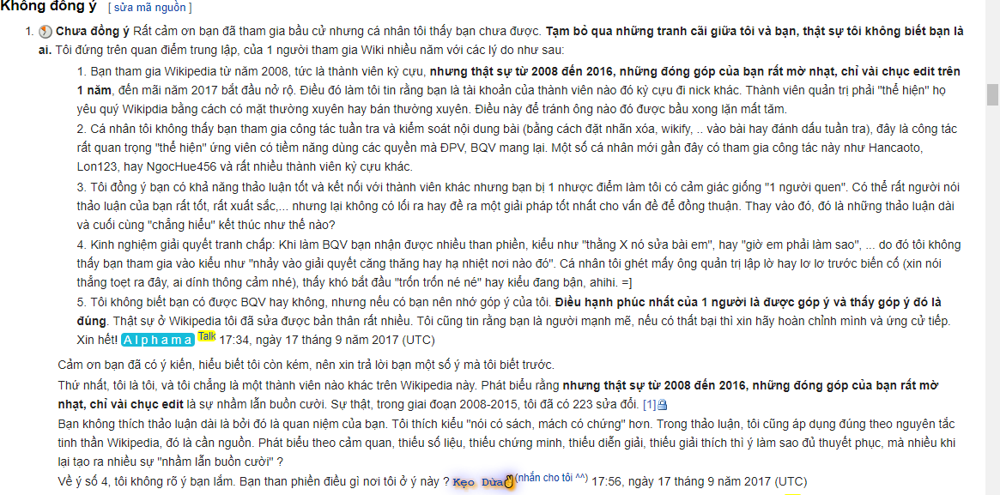 Không đồng ý [ sửa mã nguồn ]
1. Chưa đồng ý Rất cảm ơn bạn đã tham gia bầu cử nhưng cá nhân tôi thấy bạn chưa được. Tạm bỏ qua những tranh cãi giữa tôi và bạn, thật sự tôi không biết bạn là
ai. Tôi đứng trên quan điểm trung lập, của 1 người tham gia Wiki nhiều năm với các lý do như sau:
1. Bạn tham gia Wikipedia từ năm 2008, tức là thành viên kỳ cựu, nhưng thật sự từ 2008 đến 2016, những đóng góp của bạn rất mờ nhạt, chỉ vài chục edit trên
1 năm, đến mãi năm 2017 bắt đầu nở rộ. Điều đó làm tôi tin rằng bạn là tài khoản của thành viên nào đó kỳ cựu đi nick khác. Thành viên quản trị phải "thể hiện" họ
yêu quý Wikipdia bằng cách có mặt thường xuyên hay bán thường xuyên. Điều này để tránh ông nào đó được bầu xong lặn mất tăm.
2. Cá nhân tôi không thấy bạn tham gia công tác tuần tra và kiểm soát nội dung bài (bằng cách đặt nhãn xóa, wikify, .. vào bài hay đánh dấu tuần tra), đây là công tác
rất quan trọng "thể hiện" ứng viên có tiềm năng dùng các quyền mà ĐPV, BQV mang lại. Một số cá nhân mới gần đây có tham gia công tác này như Hancaoto,
Lon123, hay NgocHue456 và rất nhiều thành viên kỳ cựu khác.
3. Tôi đồng ý bạn có khả năng thảo luận tốt và kết nối với thành viên khác nhưng bạn bị 1 nhược điểm làm tôi có cảm giác giống "1 người quen". Có thể rất người nói
thảo luận của bạn rất tốt, rất xuất sắc,... nhưng lại không có lối ra hay đề ra một giải pháp tốt nhất cho vấn đề để đồng thuận. Thay vào đó, đó là những thảo luận dài
và cuối cùng "chẳng hiểu" kết thúc như thế nào?
4. Kinh nghiệm giải quyết tranh chấp: Khi làm BQV bạn nhận được nhiều than phiền, kiểu như "thằng X nó sửa bài em", hay "giờ em phải làm sao", ... do đó tôi không
thấy bạn tham gia vào kiểu như "nhảy vào giải quyết căng thăng hay hạ nhiệt nơi nào đó". Cá nhân tôi ghét mấy ông quản trị lập lờ hay lơ lơ trước biến cố (xin nói
thẳng toẹt ra đây, ai dính thông cảm nhé), thấy khó bắt đầu "trốn trốn né né" hay kiểu đang bận, ahihi. =]
5. Tôi không biết bạn có được BQV hay không, nhưng nếu có bạn nên nhớ góp ý của tôi. Điều hạnh phúc nhất của 1 người là được góp ý và thấy góp ý đó là
đúng. Thật sự ở Wikipedia tôi đã sửa được bản thân rất nhiều. Tôi cũng tin rằng bạn là người mạnh mẽ, nếu có thất bại thì xin hãy hoàn chỉnh mình và ứng cử tiếp.
Xin hết! Alphama Talk 17:34, ngày 17 tháng 9 năm 2017 (UTC)
Cảm ơn bạn đã có ý kiến, hiểu biết tôi còn kém, nên xin trả lời bạn một số ý mà tôi biết trước.
Thứ nhất, tôi là tôi, và tôi chẳng là một thành viên nào khác trên Wikipedia này. Phát biểu rằng nhưng thật sự từ 2008 đến 2016, những đóng góp của bạn rất mờ
nhạt, chỉ vài chục edit là sự nhầm lẫn buồn cười. Sự thật, trong giai đoạn 2008-2015, tôi đã có 223 sửa đổi. [1]
Bạn không thích thảo luận dài là bởi đó là quan niệm của bạn. Tôi thích kiểu "nói có sách, mách có chứng" hơn. Trong thảo luận, tôi cũng áp dụng đúng theo nguyên tắc
tinh thần Wikipedia, đó là cần nguồn. Phát biểu theo cảm quan, thiếu số liệu, thiếu chứng minh, thiếu diễn giải, thiếu giải thích thì ý làm sao đủ thuyết phục, mà nhiều khi
lại tạo ra nhiều sự "nhầm lẫn buồn cười" ?
Về ý số 4, tôi không rõ ý bạn lắm. Bạn than phiền điều gì nơi tôi ở ý này ? Kẹo Dừa (nhắn cho tôi ^^) 17:56, ngày 17 tháng 9 năm 2017 (UTC)